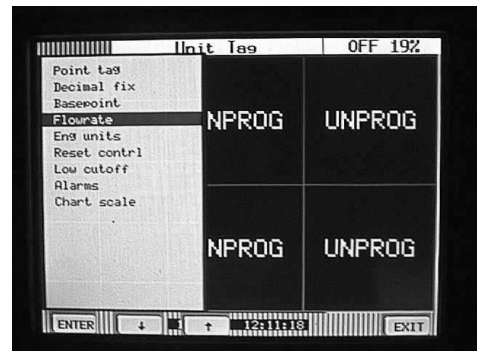 Unit Tag OFF 19%
Point tag
Decimal fix
Basepoint
Flowrate
Eng units
Reset contrl
Low cutoff
Alarms
Chart scale
NPROG UNPROG
NPROG UNPROG
ENTER ↓ 1 ↑ 12:11:18 EXIT